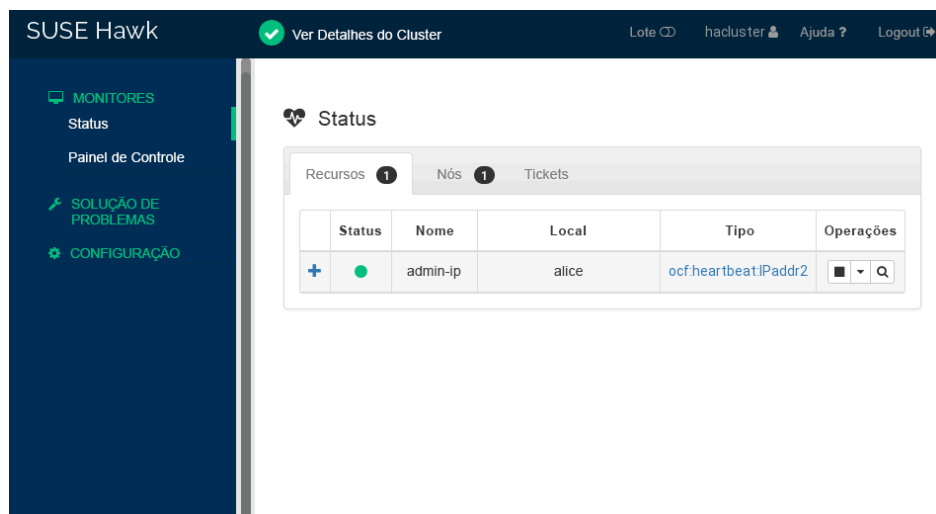 SUSE Hawk
Ver Detalhes do Cluster
Lote
hacluster
Ajuda ?
Logout
MONITORES
Status
Painel de Controle
SOLUÇÃO DE
PROBLEMAS
CONFIGURAÇÃO
Status
Recursos 1 Nós 1 Tickets
Status Nome Local Tipo Operações
admin-ip alice ocf:heartbeat:IPaddr2